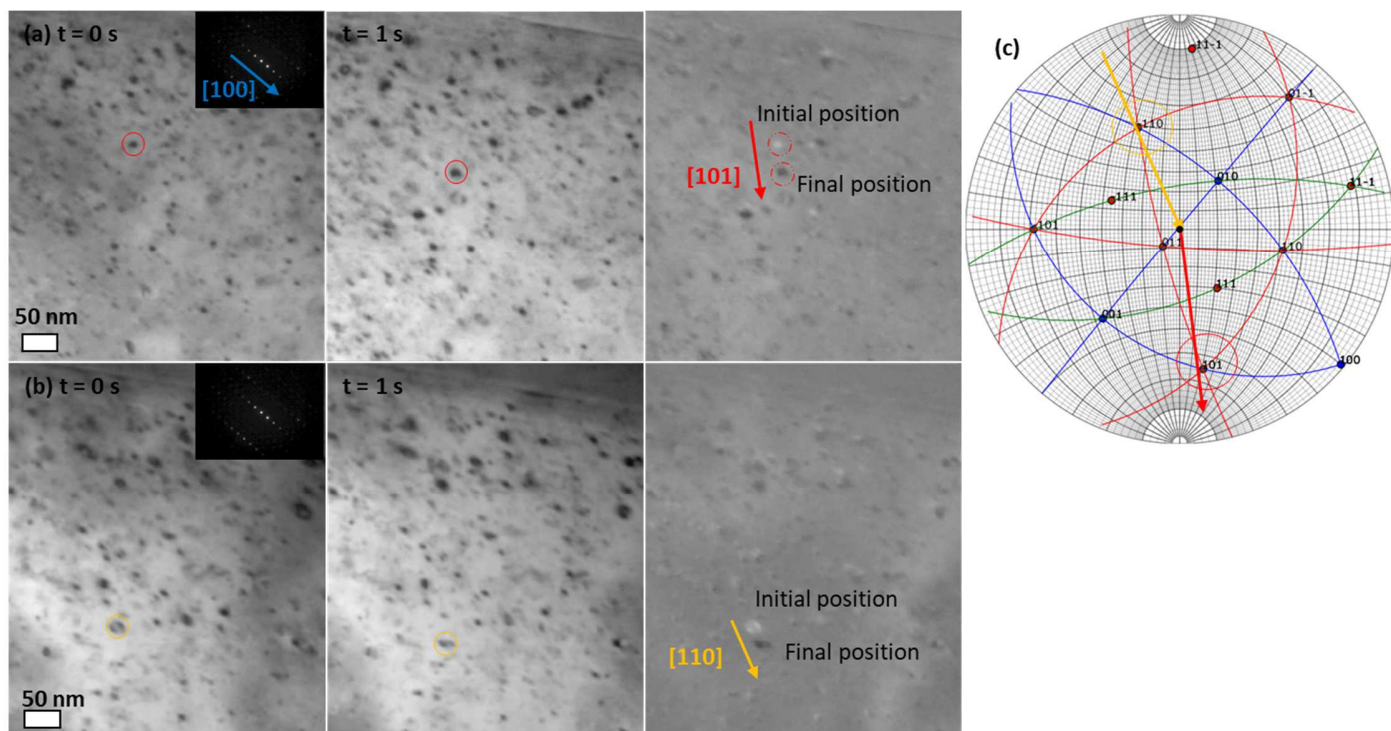 (a) t = 0 s
[100]
50 nm
t = 1 s
Initial position
[101]
Final position
(b) t = 0 s
50 nm
t = 1 s
Initial position
[110]
Final position
(c)
11-1
01-1
110
010
11-1
111
101
011
110
111
001
101
100